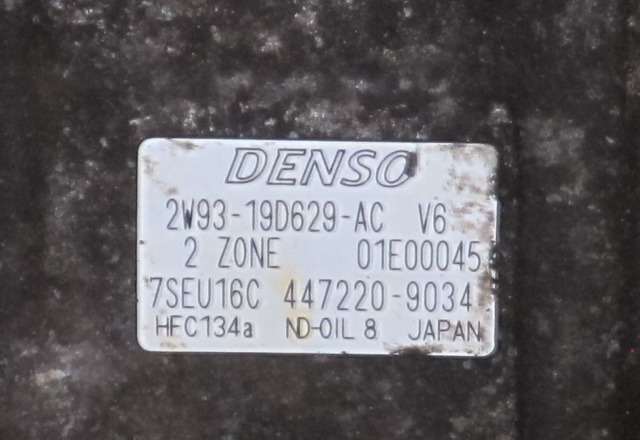 DENSO
2W93-19D629-AC V6
2 ZONE 01E00045
7SEU16C 447220-9034
HFC134a ND-OIL 8 JAPAN